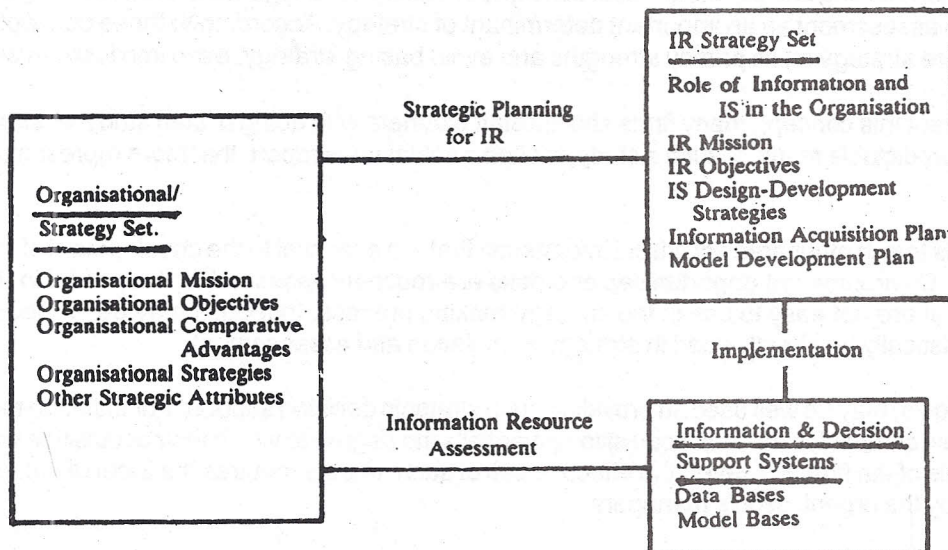 Organisational/
Strategy Set.
Organisational Mission
Organisational Objectives
Organisational Comparative
Advantages
Organisational Strategies
Other Strategic Attributes
Strategic Planning
for IR
Information Resource
Assessment
IR Strategy Set
Role of Information and
IS in the Organisation
IR Mission
IR Objectives
IS Design-Development
Strategies
Information Acquisition Plan
Model Development Plan
Implementation
Information & Decision
Support Systems
Data Bases
Model Bases